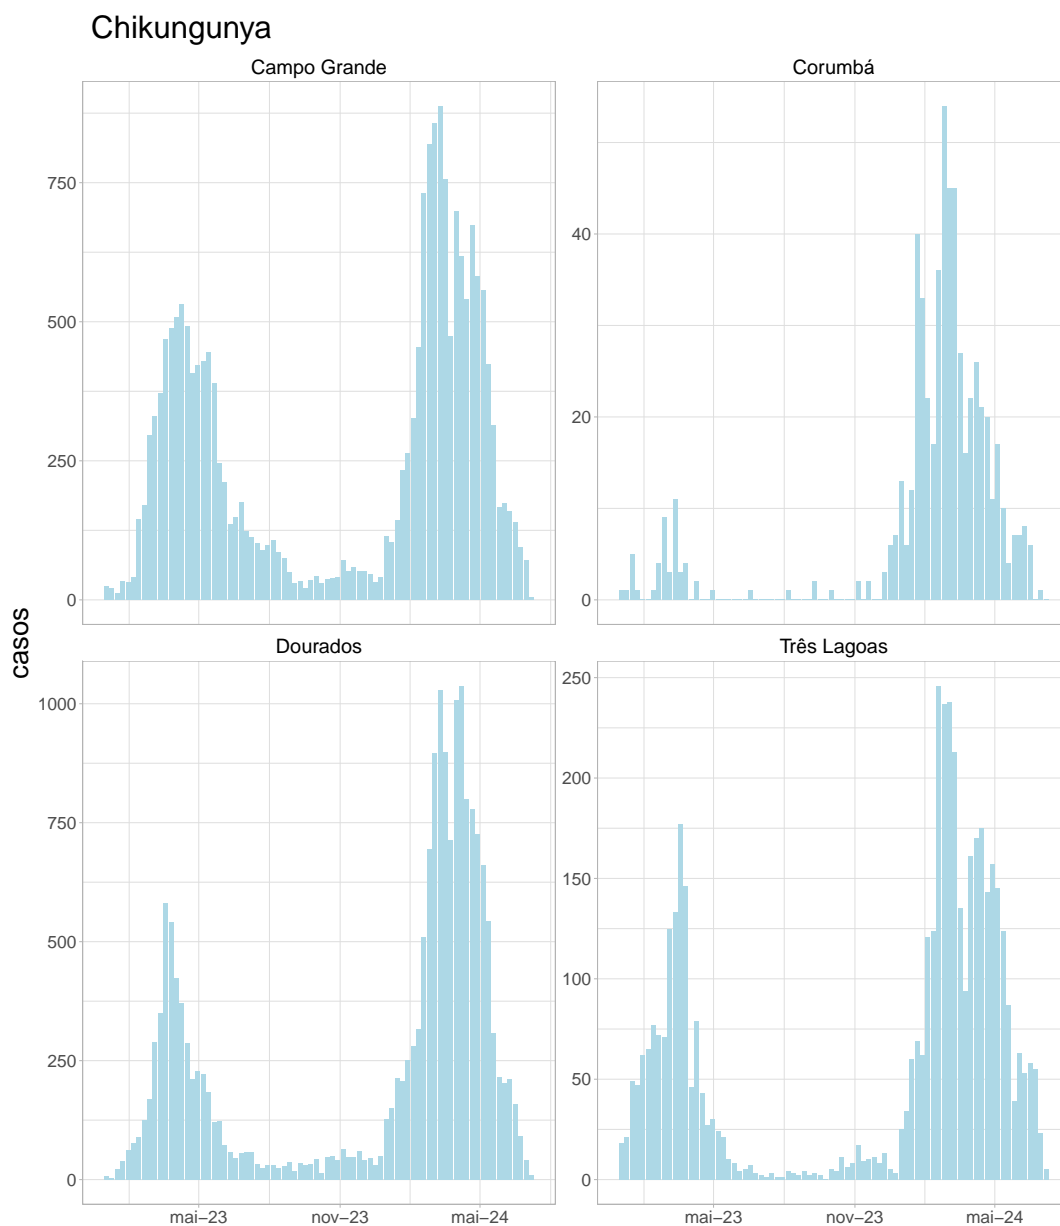 Chikungunya
Campo Grande
Corumbá
750
500
250
0
40
20
0
casos
Dourados
Três Lagoas
1000
750
500
250
0
250
200
150
100
50
0
mai–23
nov–23
mai–24
mai–23
nov–23
mai–24